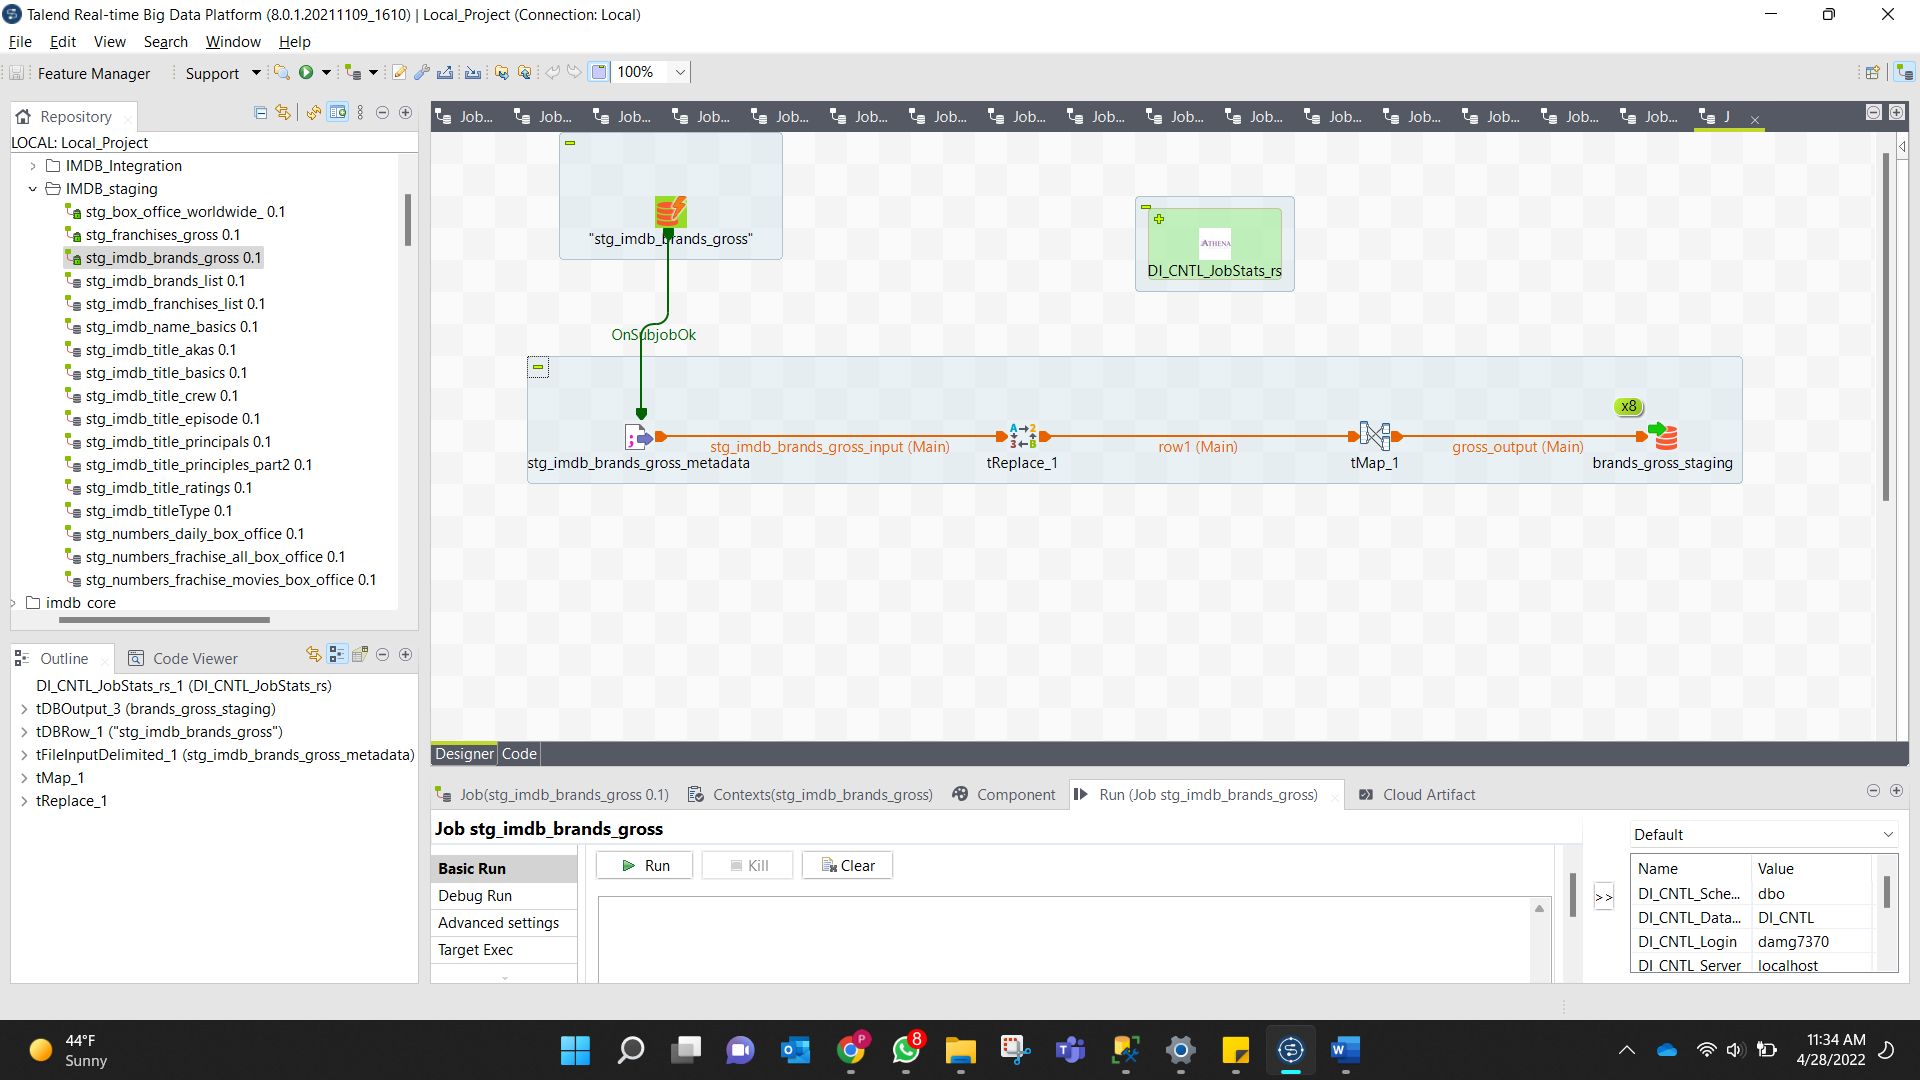 Talend Real-time Big Data Platform (8.0.1.20211109_1610) | Local_Project (Connection: Local)
File Edit View Search Window Help
Feature Manager Support 100%
Repository
LOCAL: Local_Project
IMDB_Integration
IMDB_staging
stg_box_office_worldwide_ 0.1
stg_franchises_gross 0.1
stg_imdb_brands_gross 0.1
stg_imdb_brands_list 0.1
stg_imdb_franchises_list 0.1
stg_imdb_name_basics 0.1
stg_imdb_title_akas 0.1
stg_imdb_title_basics 0.1
stg_imdb_title_crew 0.1
stg_imdb_title_episode 0.1
stg_imdb_title_principals 0.1
stg_imdb_title_principles_part2 0.1
stg_imdb_title_ratings 0.1
stg_imdb_titleType 0.1
stg_numbers_daily_box_office 0.1
stg_numbers_frachise_all_box_office 0.1
stg_numbers_frachise_movies_box_office 0.1
imdb_core
Outline Code Viewer
DI_CNTL_JobStats_rs_1 (DI_CNTL_JobStats_rs)
tDBOutput_3 (brands_gross_staging)
tDBRow_1 ("stg_imdb_brands_gross")
tFileInputDelimited_1 (stg_imdb_brands_gross_metadata)
tMap_1
tReplace_1
Job... Job... Job... Job... Job... Job... Job... Job... Job... Job... Job... Job... Job... Job... Job... Job... J
"stg_imdb_brands_gross"
ATHENA
DI_CNTL_JobStats_rs
OnSubjobOk
x8
stg_imdb_brands_gross_input (Main) row1 (Main) gross_output (Main)
stg_imdb_brands_gross_metadata tReplace_1 tMap_1 brands_gross_staging
Designer Code
Job(stg_imdb_brands_gross 0.1) Contexts(stg_imdb_brands_gross) Component Run (Job stg_imdb_brands_gross) Cloud Artifact
Job stg_imdb_brands_gross
Basic Run
Debug Run
Advanced settings
Target Exec
Run Kill Clear
>>
Default
Name Value
DI_CNTL_Sche... dbo
DI_CNTL_Data... DI_CNTL
DI_CNTL_Login damg7370
DI_CNTL_Server localhost
44°F
Sunny
P
8
11:34 AM
4/28/2022